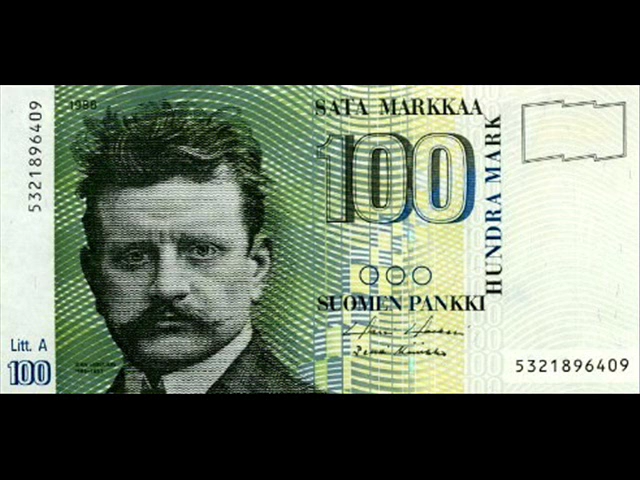 1986
SATA MARKKAA
100
HUNDRA MARK
SUOMEN PANKKI
5321896409
Litt. A
100
5321896409